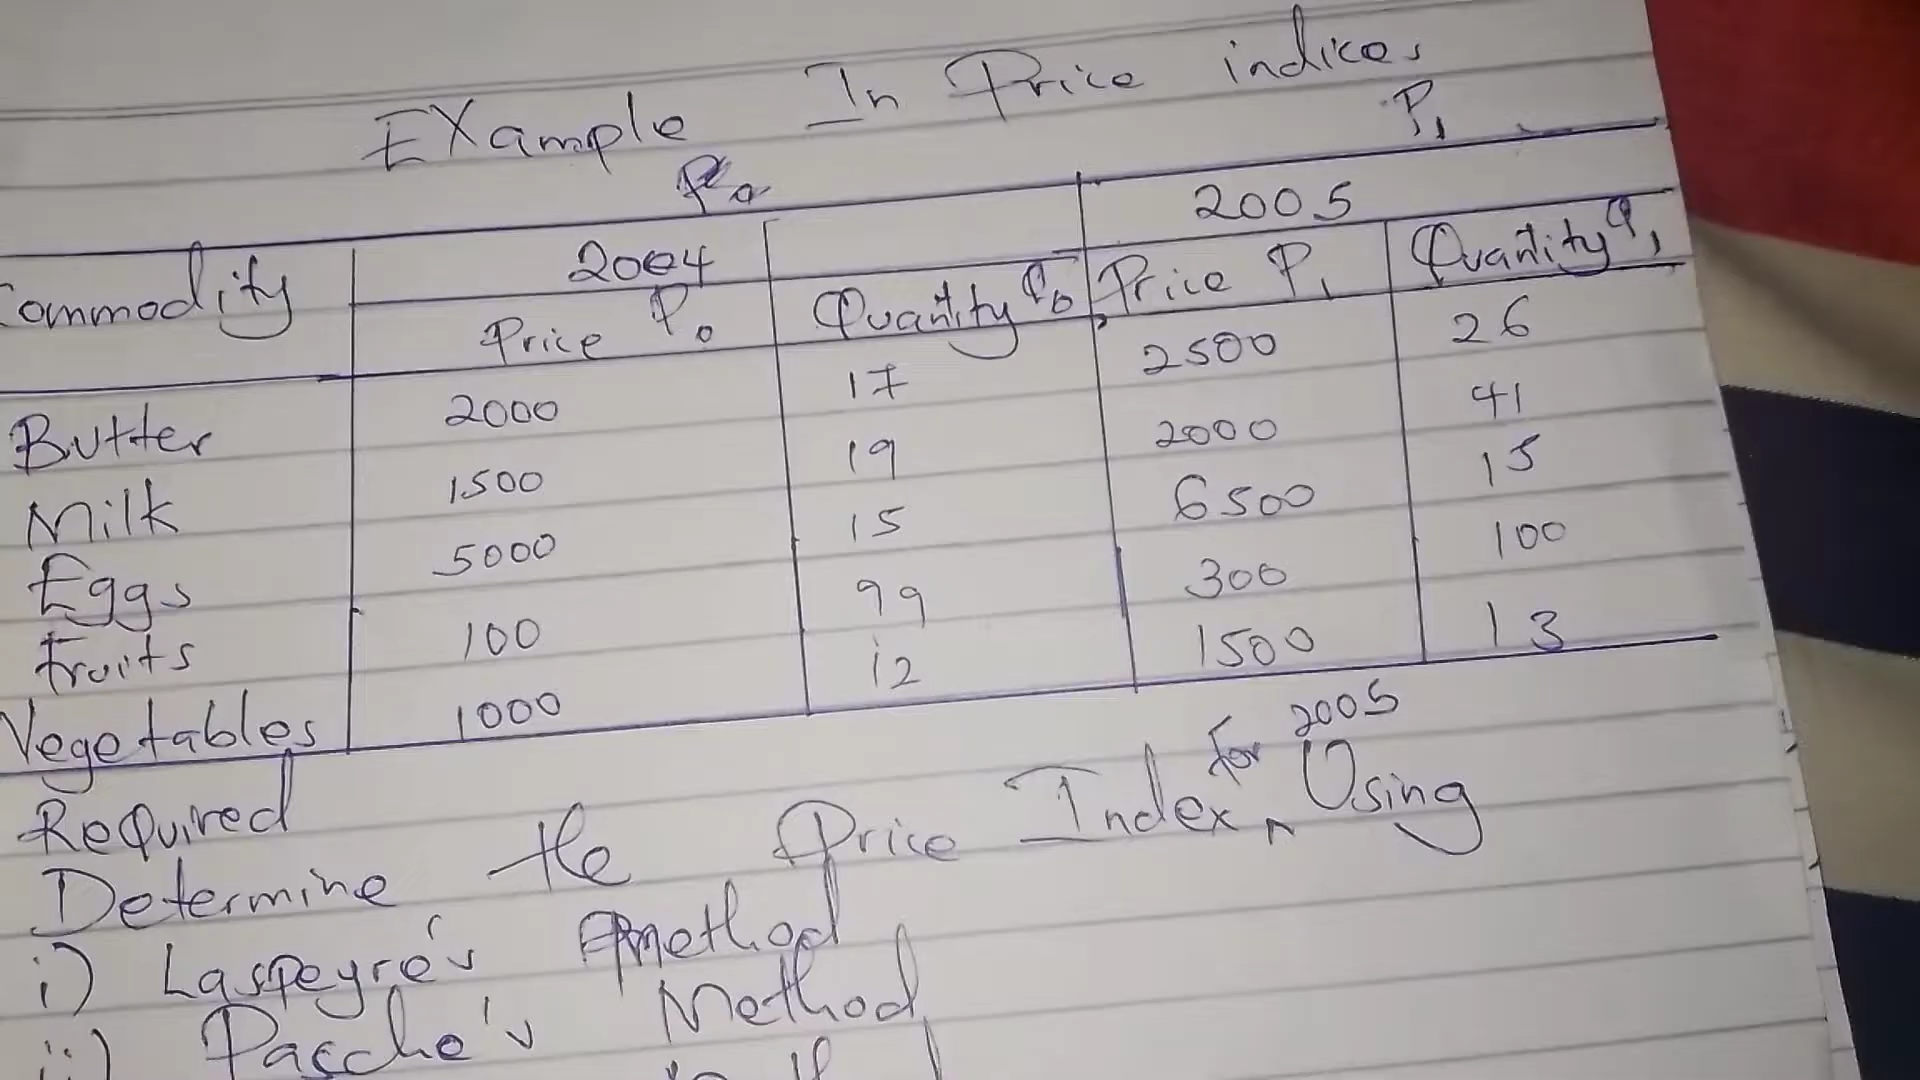 EXample In Price indices
P₁
2004 2005
Commodity Price P₀ Quantity q₀ Price P₁ Quantity q₁
Butter 2000 17 2500 26
Milk 1500 19 2000 41
Eggs 5000 15 6500 15
fruits 100 99 300 100
Vegetables 1000 12 1500 13
Required
Determine the Price Index for 2005 Using
i) Laspeyre's method
ii) Pasche's Method